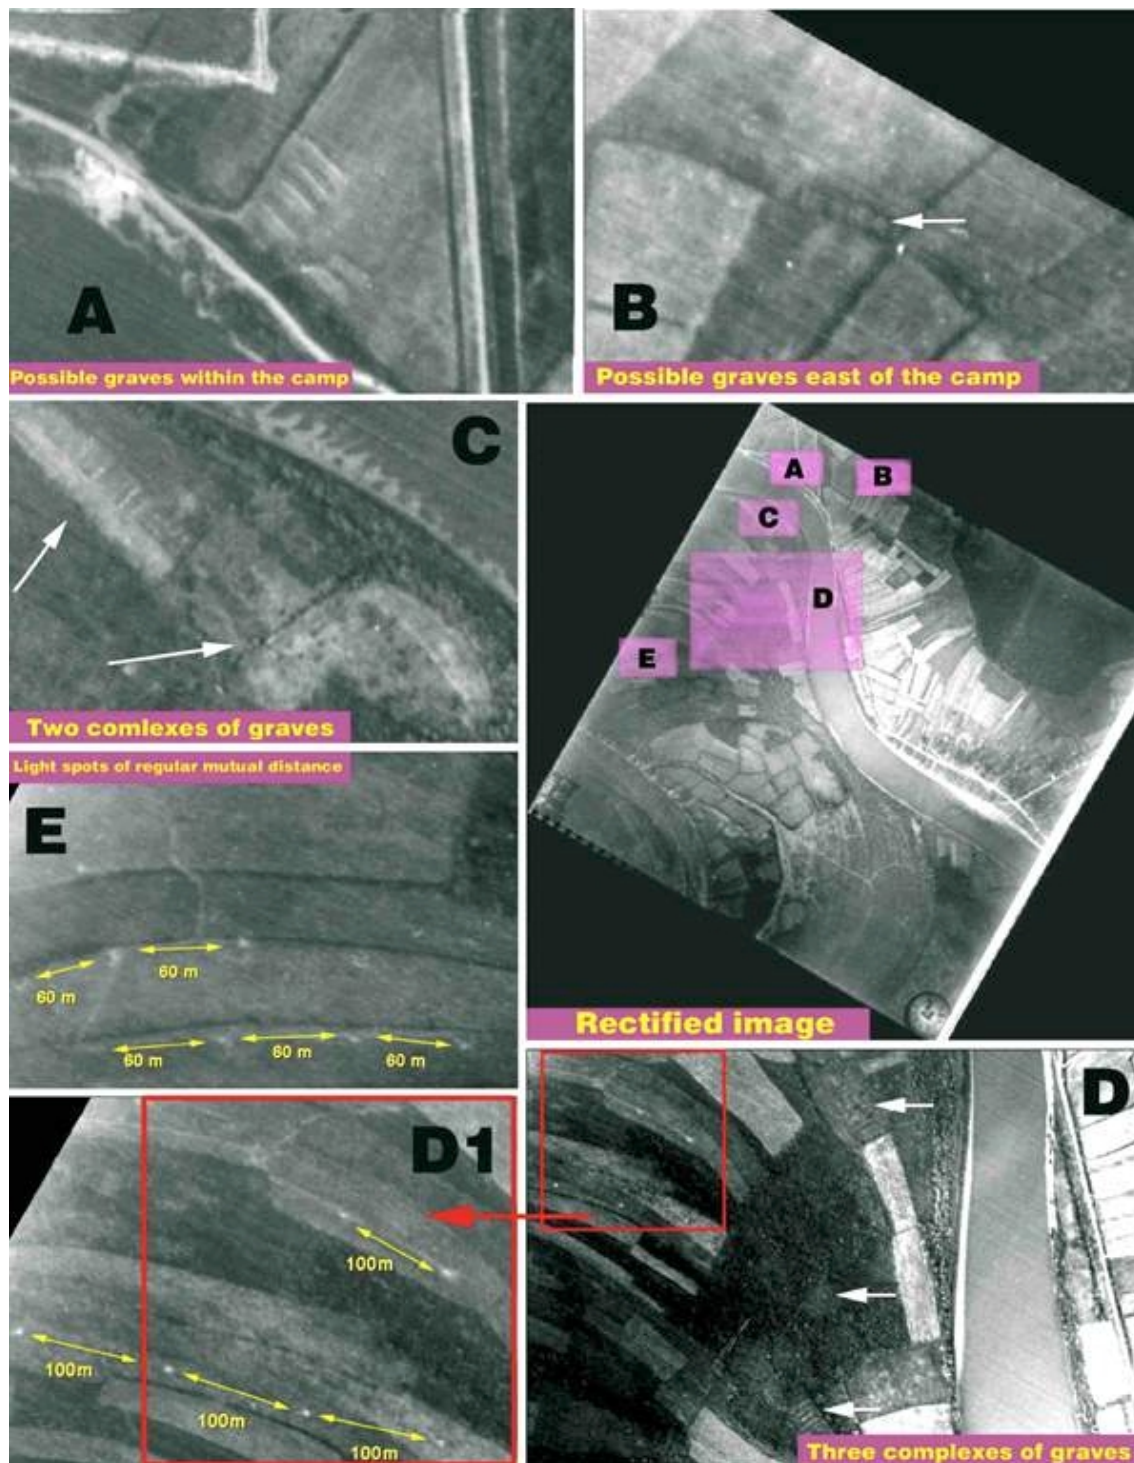 A
Possible graves within the camp
B
Possible graves east of the camp
C
Two comlexes of graves
A
B
C
D
E
Rectified image
Light spots of regular mutual distance
E
60 m
60 m
60 m
60 m
60 m
D1
100m
100m
100m
100m
D
Three complexes of graves